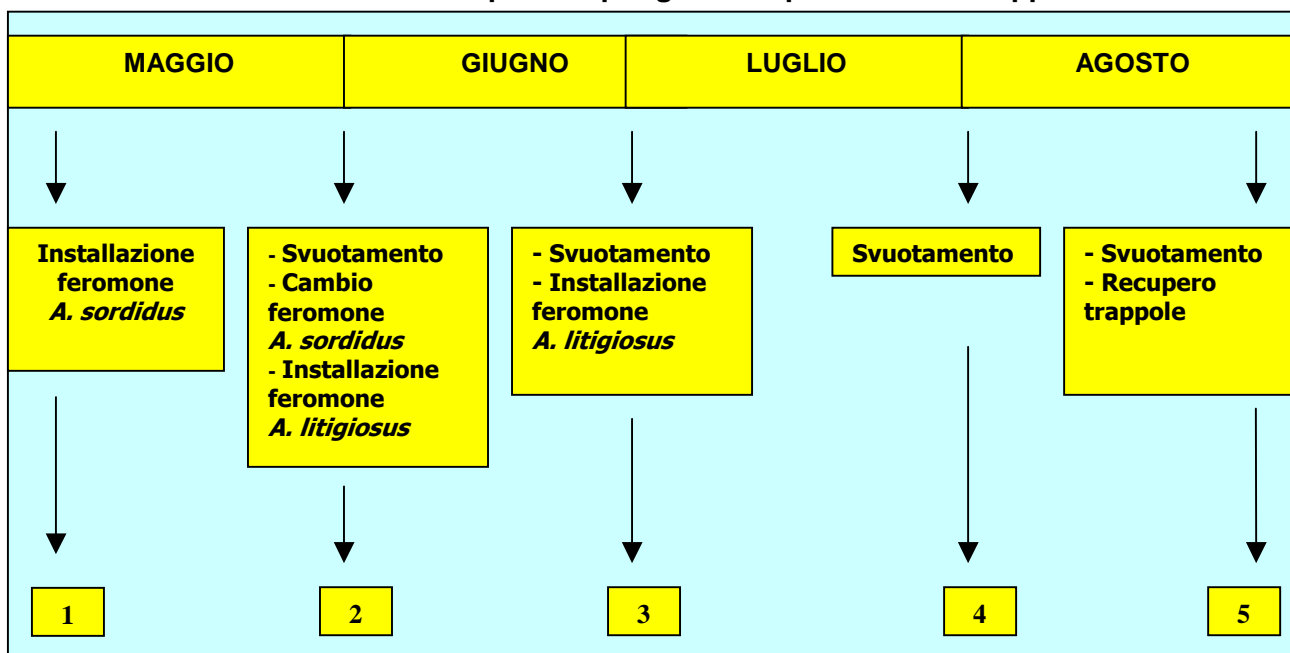 MAGGIO GIUGNO LUGLIO AGOSTO
Installazione
feromone
A. sordidus
- Svuotamento
- Cambio
feromone
A. sordidus
- Installazione
feromone
A. litigiosus
- Svuotamento
- Installazione
feromone
A. litigiosus
Svuotamento
- Svuotamento
- Recupero
trappole
1 2 3 4 5